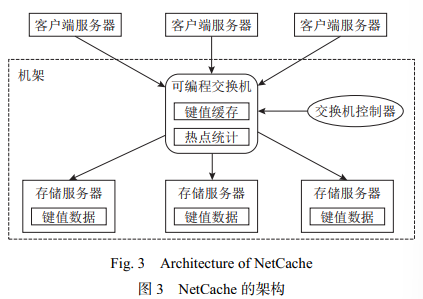 客户端服务器 客户端服务器 客户端服务器
机架
可编程交换机
键值缓存
交换机控制器
热点统计
存储服务器 存储服务器 存储服务器
键值数据 键值数据 键值数据
Fig. 3 Architecture of NetCache
图 3 NetCache 的架构